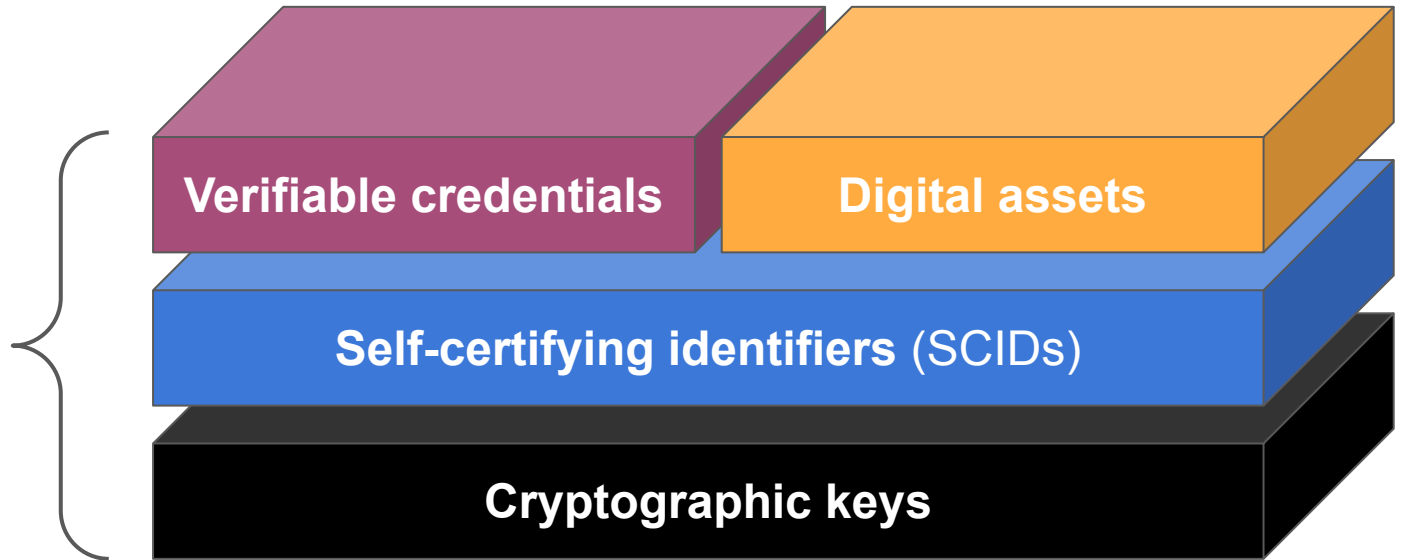 Verifiable credentials
Digital assets
Self-certifying identifiers (SCIDs)
Cryptographic keys